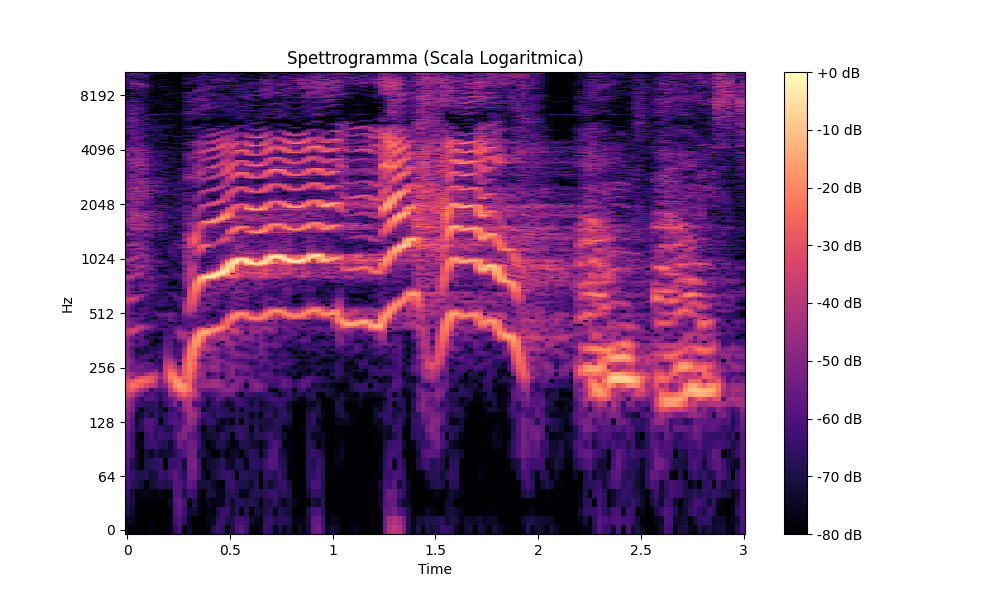 Spettrogramma (Scala Logaritmica)
Hz
8192
4096
2048
1024
512
256
128
64
0
0
0.5
1
1.5
2
2.5
3
Time
+0 dB
-10 dB
-20 dB
-30 dB
-40 dB
-50 dB
-60 dB
-70 dB
-80 dB